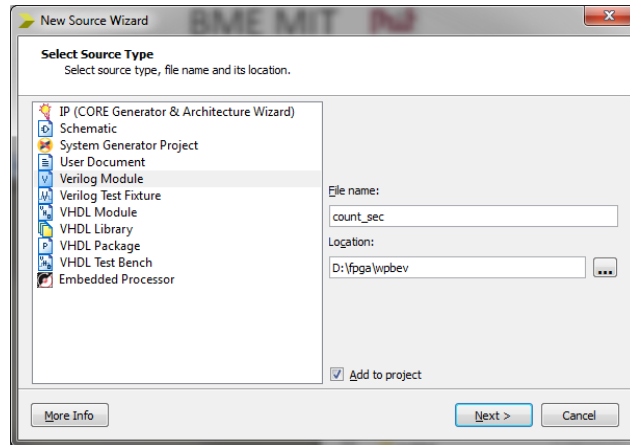 New Source Wizard
BME MIT
Select Source Type
Select source type, file name and its location.
IP (CORE Generator & Architecture Wizard)
Schematic
System Generator Project
User Document
Verilog Module
Verilog Test Fixture
VHDL Module
VHDL Library
VHDL Package
VHDL Test Bench
Embedded Processor
File name:
count_sec
Location:
D:\fpga\wpbev
...
Add to project
More Info
Next >
Cancel